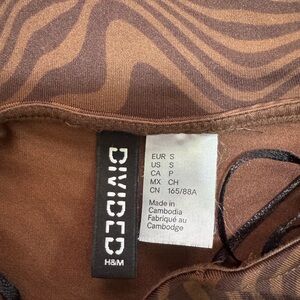 DIVIDED
H&M
EUR S
US S
CA P
MX CH
CN 165/88A
Made in
Cambodia
Fabriqué au
Cambodge